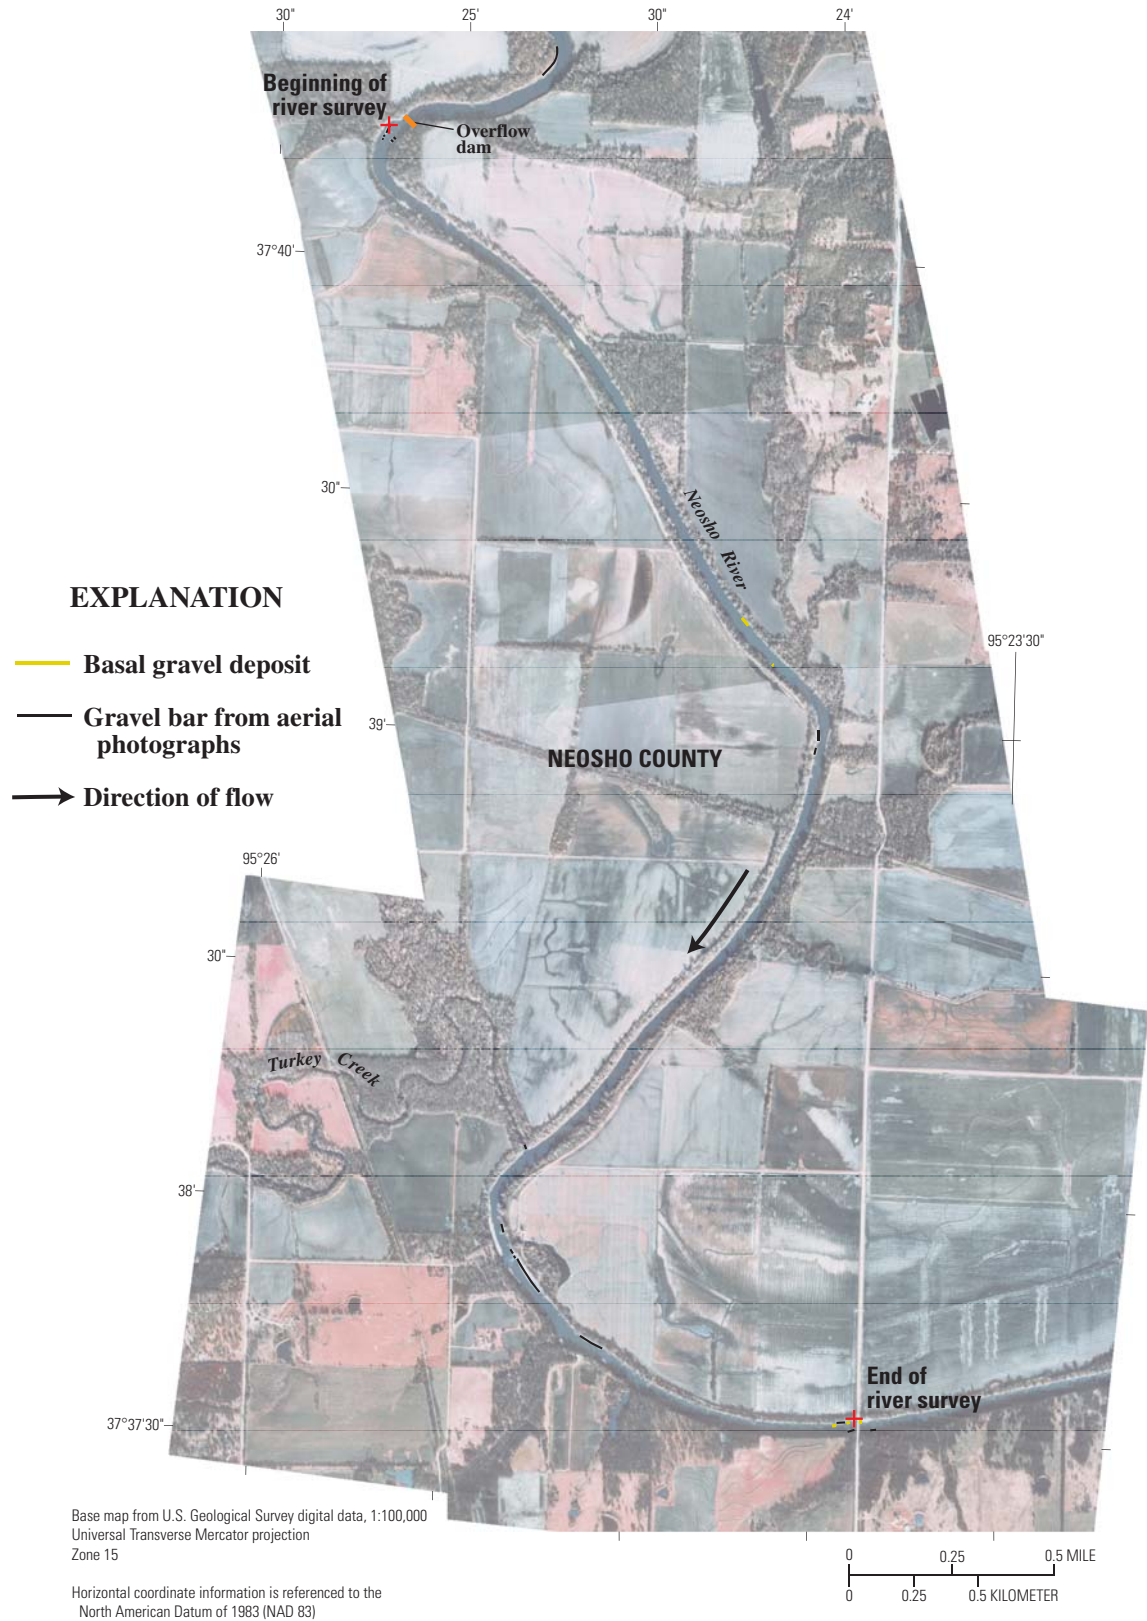 30" 25' 30" 24'
Beginning of
river survey
Overflow
dam
37°40'
30"
Neosho River
EXPLANATION
Basal gravel deposit
95°23'30"
Gravel bar from aerial
photographs
39'
NEOSHO COUNTY
Direction of flow
95°26'
30"
Turkey Creek
38'
End of
river survey
37°37'30"
Base map from U.S. Geological Survey digital data, 1:100,000
Universal Transverse Mercator projection
Zone 15
0 0.25 0.5 MILE
0 0.25 0.5 KILOMETER
Horizontal coordinate information is referenced to the
North American Datum of 1983 (NAD 83)